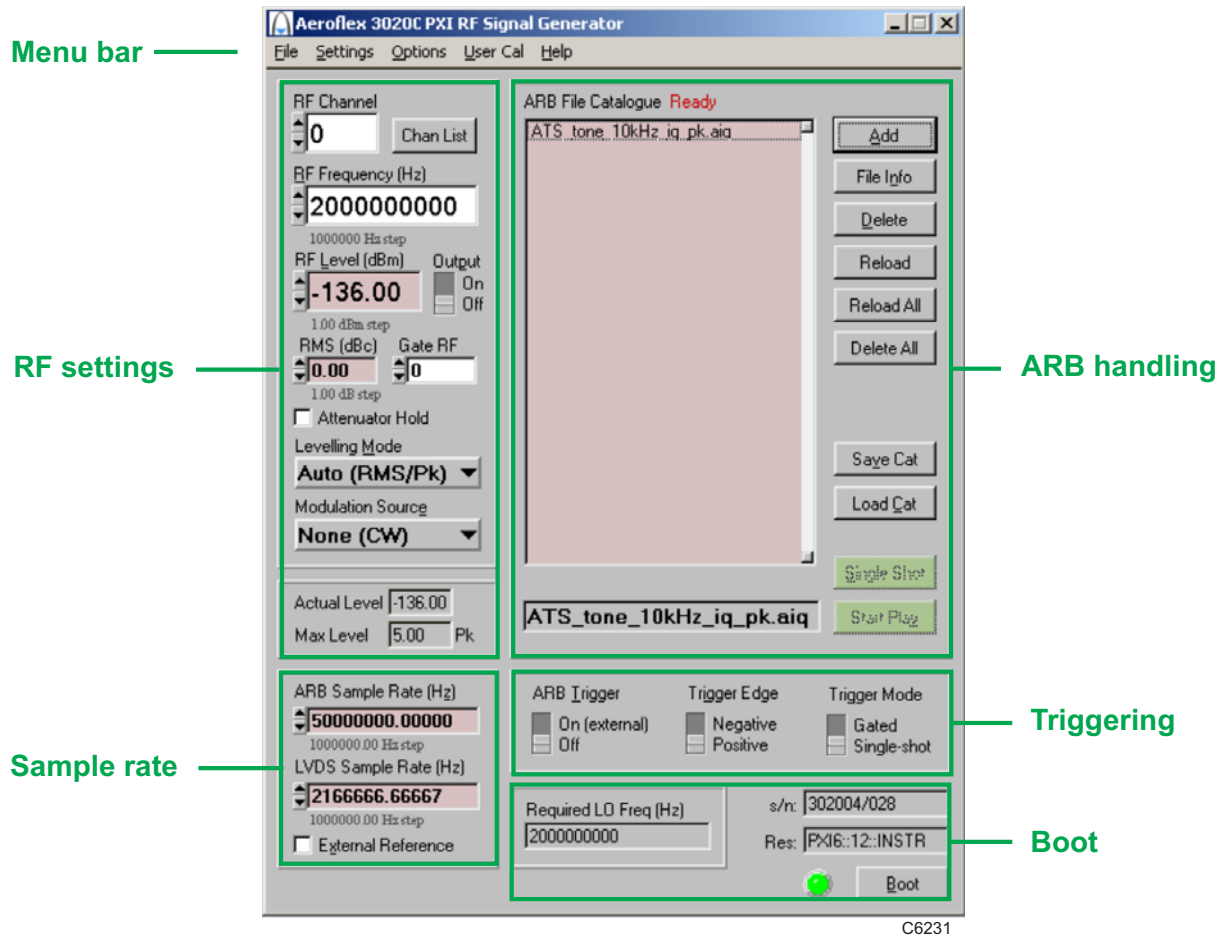 Aeroflex 3020C PXI RF Signal Generator
Menu bar
File Settings Options User Cal Help
RF settings
RF Channel
0 Chan List
RF Frequency (Hz)
2000000000
1000000 Hz step
RF Level (dBm) Output
-136.00 On
Off
1.00 dBm step
RMS (dBc) Gate RF
0.00 0
1.00 dB step
Attenuator Hold
Levelling Mode
Auto (RMS/Pk)
Modulation Source
None (CW)
Actual Level -136.00
Max Level 5.00 Pk
ARB handling
ARB File Catalogue Ready
ATS_tone_10kHz_iq_pk.aiq
Add
File Info
Delete
Reload
Reload All
Delete All
Save Cat
Load Cat
Single Shot
ATS_tone_10kHz_iq_pk.aiq Start Play
Sample rate
ARB Sample Rate (Hz)
50000000.00000
1000000.00 Hz step
LVDS Sample Rate (Hz)
2166666.66667
1000000.00 Hz step
External Reference
Triggering
ARB Trigger Trigger Edge Trigger Mode
On (external) Negative Gated
Off Positive Single-shot
Boot
Required LO Freq (Hz) s/n: 302004/028
2000000000 Res: PXI6::12::INSTR
Boot
C6231